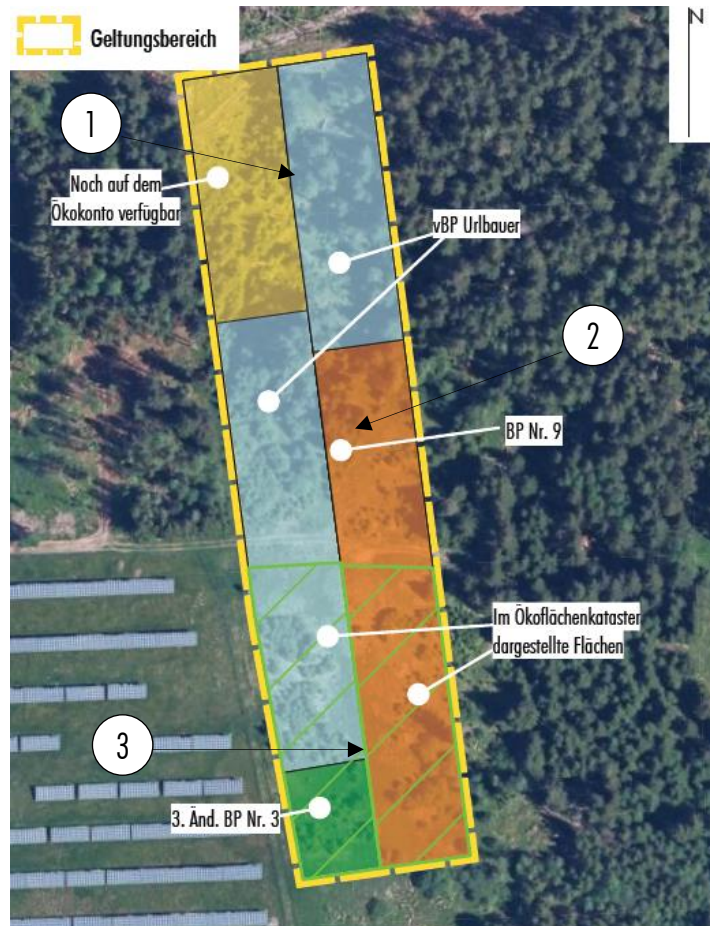 Geltungsbereich
N
1
Noch auf dem
Ökokonto verfügbar
vBP Urlbauer
2
BP Nr. 9
Im Ökoflächenkataster
dargestellte Flächen
3
3. Änd. BP Nr. 3